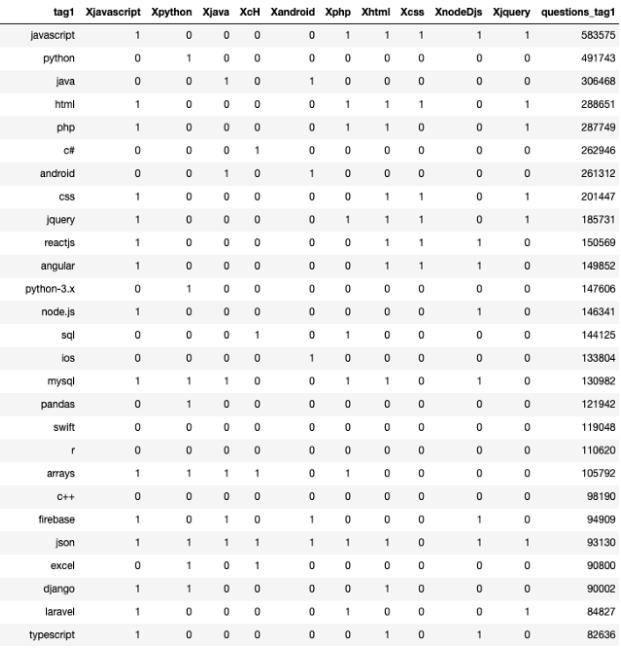 tag1 Xjavascript Xpython Xjava XcH Xandroid Xphp Xhtml Xcss XnodeDjs Xjquery questions_tag1
javascript 1 0 0 0 0 1 1 1 1 1 583575
python 0 1 0 0 0 0 0 0 0 0 491743
java 0 0 1 0 1 0 0 0 0 0 306468
html 1 0 0 0 0 1 1 1 0 1 288651
php 1 0 0 0 0 1 1 0 0 1 287749
c# 0 0 0 1 0 0 0 0 0 0 262946
android 0 0 1 0 1 0 0 0 0 0 261312
css 1 0 0 0 0 0 1 1 0 1 201447
jquery 1 0 0 0 0 1 1 1 0 1 185731
reactjs 1 0 0 0 0 0 1 1 1 0 150569
angular 1 0 0 0 0 0 1 1 1 0 149852
python-3.x 0 1 0 0 0 0 0 0 0 0 147606
node.js 1 0 0 0 0 0 0 0 1 0 146341
sql 0 0 0 1 0 1 0 0 0 0 144125
ios 0 0 0 0 1 0 0 0 0 0 133804
mysql 1 1 1 0 0 1 1 0 1 0 130982
pandas 0 1 0 0 0 0 0 0 0 0 121942
swift 0 0 0 0 0 0 0 0 0 0 119048
r 0 0 0 0 0 0 0 0 0 0 110620
arrays 1 1 1 1 0 1 0 0 0 0 105792
c++ 0 0 0 0 0 0 0 0 0 0 98190
firebase 1 0 1 0 1 0 0 0 1 0 94909
json 1 1 1 1 1 1 1 0 1 1 93130
excel 0 1 0 1 0 0 0 0 0 0 90800
django 1 1 0 0 0 0 1 0 0 0 90002
laravel 1 0 0 0 0 1 0 0 0 1 84827
typescript 1 0 0 0 0 0 1 0 1 0 82636